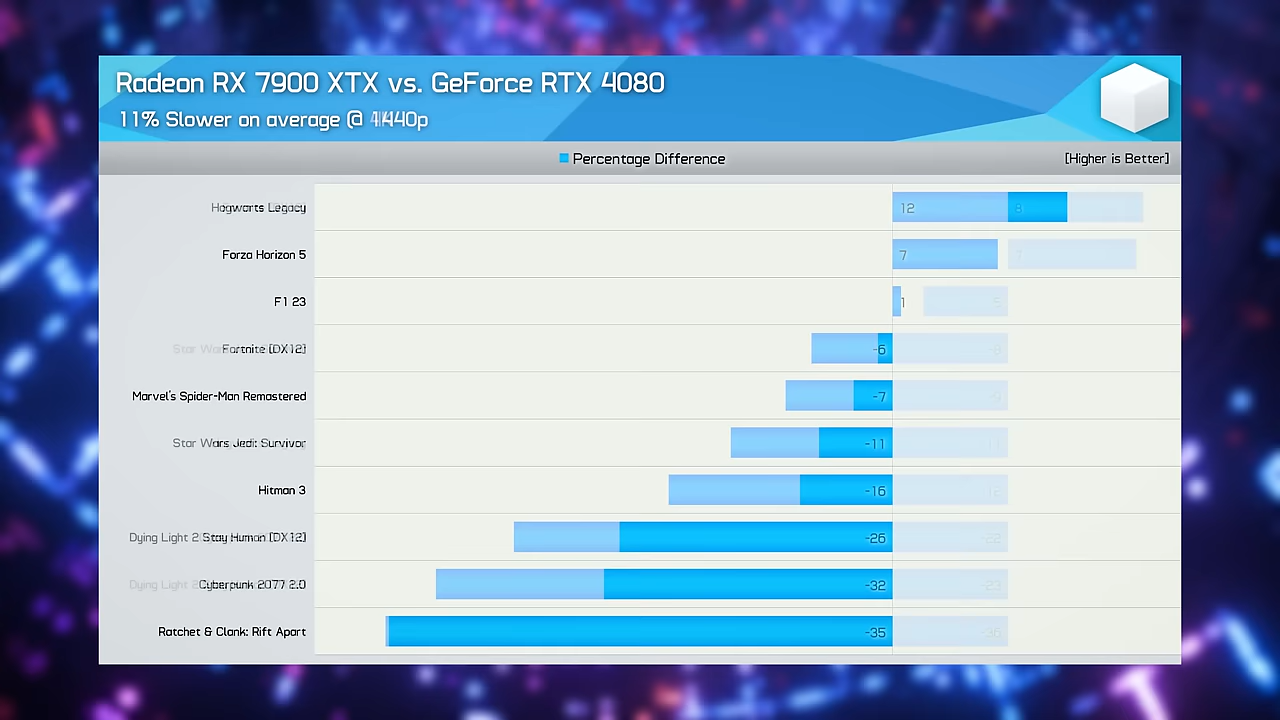 Radeon RX 7900 XTX vs. GeForce RTX 4080
11% Slower on average @ 1440p
Percentage Difference
[Higher is Better]
Hogwarts Legacy
12
8
Forza Horizon 5
7
7
F1 23
1
Fortnite [DX12]
-6
Marvel's Spider-Man Remastered
-7
Star Wars Jedi: Survivor
-11
Hitman 3
-16
Dying Light 2 Stay Human [DX12]
-26
-22
Cyberpunk 2077 2.0
-32
-23
Ratchet & Clank: Rift Apart
-35